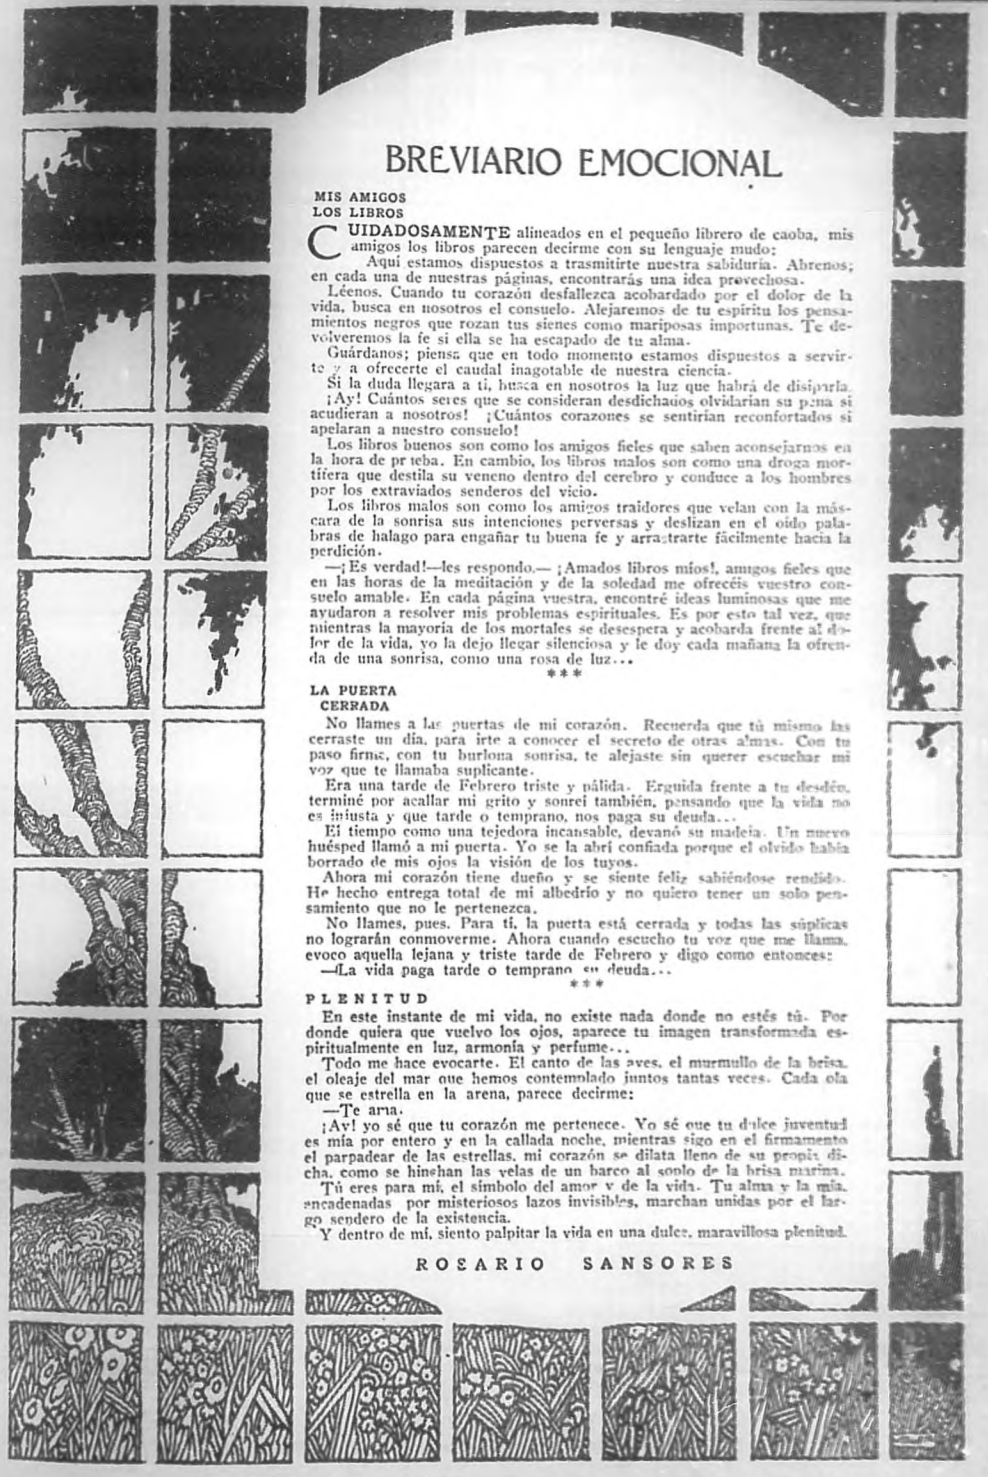 BREVIARIO EMOCIONAL
MIS AMIGOS
LOS LIBROS
CUIDADOSAMENTE alineados en el pequeño librero de caoba, mis
amigos los libros parecen decirme con su lenguaje mudo:
Aquí estamos dispuestos a trasmitirte nuestra sabiduría. Abrenos;
en cada una de nuestras páginas, encontrarás una idea provechosa.
Léenos. Cuando tu corazón desfallezca acobardado por el dolor de la
vida, busca en nosotros el consuelo. Alejaremos de tu espíritu los pensa-
mientos negros que rozan tus sienes como mariposas importunas. Te de-
volveremos la fe si ella se ha escapado de tu alma.
Guárdanos; piensa que en todo momento estamos dispuestos a servir-
te y a ofrecerte el caudal inagotable de nuestra ciencia.
Si la duda llegara a tí, busca en nosotros la luz que habrá de disiparla.
¡Ay! Cuántos seres que se consideran desdichados olvidarían su pena si
acudieran a nosotros! ¡Cuántos corazones se sentirían reconfortados si
apelaran a nuestro consuelo!
Los libros buenos son como los amigos fieles que saben aconsejarnos en
la hora de prueba. En cambio, los libros malos son como una droga mor-
tífera que destila su veneno dentro del cerebro y conduce a los hombres
por los extraviados senderos del vicio.
Los libros malos son como los amigos traidores que velan con la más-
cara de la sonrisa sus intenciones perversas y deslizan en el oído pala-
bras de halago para engañar tu buena fe y arrastrarte fácilmente hacia la
perdición.
—¡Es verdad!—les respondo.— ¡Amados libros míos!, amigos fieles que
en las horas de la meditación y de la soledad me ofrecéis vuestro con-
suelo amable. En cada página vuestra, encontré ideas luminosas que me
ayudaron a resolver mis problemas espirituales. Es por esto tal vez, que
mientras la mayoría de los mortales se desespera y acobarda frente al do-
lor de la vida, yo la dejo llegar silenciosa y le doy cada mañana la ofren-
da de una sonrisa, como una rosa de luz...
***
LA PUERTA
CERRADA
No llames a las puertas de mi corazón. Recuerda que tú mismo las
cerraste un día, para irte a conocer el secreto de otras almas. Con tu
paso firme, con tu burlona sonrisa, te alejaste sin querer escuchar mi
voz que te llamaba suplicante.
Era una tarde de Febrero triste y pálida. Erguida frente a tu desdén,
terminé por acallar mi grito y sonreí también, pensando que la vida no
es injusta y que tarde o temprano, nos paga su deuda...
El tiempo como una tejedora incansable, devanó su madeja. Un nuevo
huésped llamó a mi puerta. Yo se la abrí confiada porque el olvido había
borrado de mis ojos la visión de los tuyos.
Ahora mi corazón tiene dueño y se siente feliz sabiéndose rendido.
He hecho entrega total de mi albedrío y no quiero tener un solo pen-
samiento que no le pertenezca.
No llames, pues. Para tí, la puerta está cerrada y todas las súplicas
no lograrán conmoverme. Ahora cuando escucho tu voz que me llama,
evoco aquella lejana y triste tarde de Febrero y digo como entonces:
—La vida paga tarde o temprano su deuda...
***
PLENITUD
En este instante de mi vida, no existe nada donde no estés tú. Por
donde quiera que vuelvo los ojos, aparece tu imagen transformada es-
piritualmente en luz, armonía y perfume...
Todo me hace evocarte. El canto de las aves, el murmullo de la brisa,
el oleaje del mar que hemos contemplado juntos tantas veces. Cada ola
que se estrella en la arena, parece decirme:
—Te ama.
¡Ay! yo sé que tu corazón me pertenece. Yo sé que tu dulce juventud
es mía por entero y en la callada noche, mientras sigo en el firmamento
el parpadear de las estrellas, mi corazón se dilata lleno de su propia di-
cha, como se hinchan las velas de un barco al soplo de la brisa marina.
Tú eres para mí, el símbolo del amor y de la vida. Tu alma y la mía,
encadenadas por misteriosos lazos invisibles, marchan unidas por el lar-
go sendero de la existencia.
Y dentro de mí, siento palpitar la vida en una dulce, maravillosa plenitud.
ROSARIO SANSORES